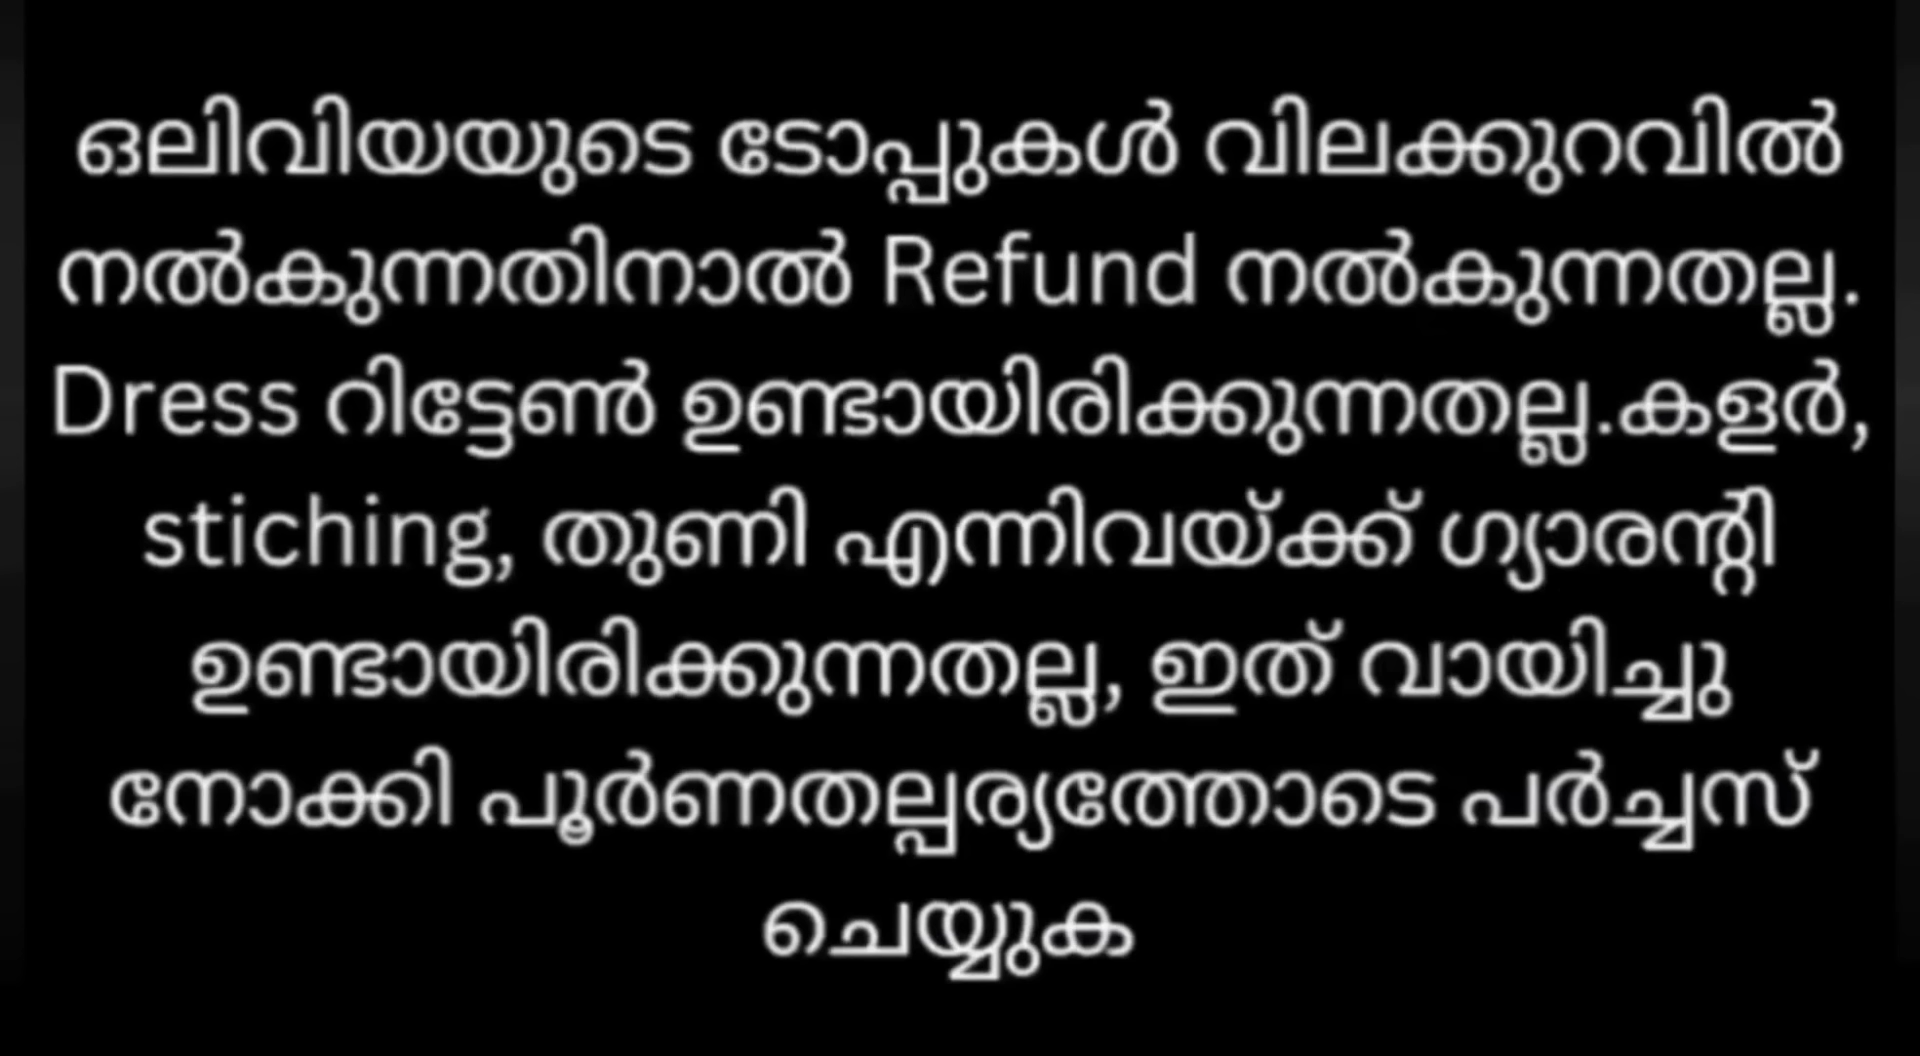 ഒലിവിയയുടെ ടോപ്പുകൾ വിലക്കുറവിൽ
നൽകുന്നതിനാൽ Refund നൽകുന്നതല്ല.
Dress റിട്ടേൺ ഉണ്ടായിരിക്കുന്നതല്ല.കളർ,
stiching, തുണി എന്നിവയ്ക്ക് ഗ്യാരന്റി
ഉണ്ടായിരിക്കുന്നതല്ല, ഇത് വായിച്ചു
നോക്കി പൂർണതല്പര്യത്തോടെ പർച്ചസ്
ചെയ്യുക